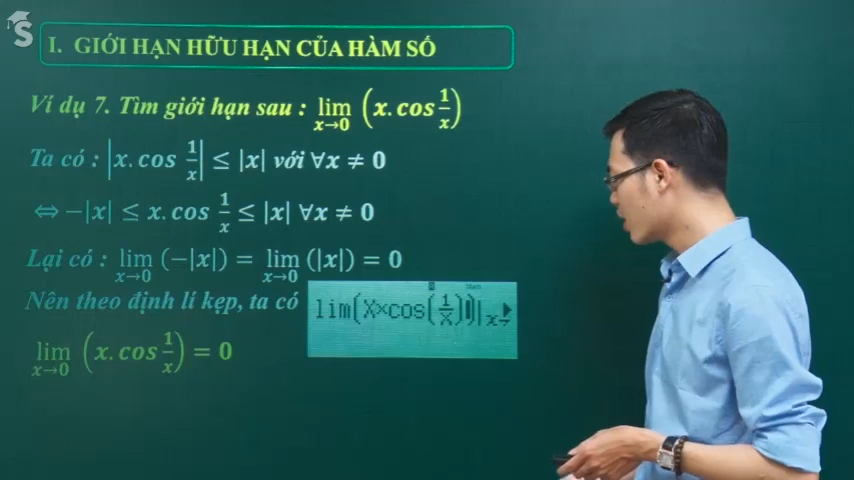 S
I. GIỚI HẠN HỮU HẠN CỦA HÀM SỐ
Ví dụ 7. Tìm giới hạn sau : lim x→0 (x. cos 1/x)
Ta có : |x. cos 1/x| ≤ |x| với ∀x ≠ 0
⇔ −|x| ≤ x. cos 1/x ≤ |x| ∀x ≠ 0
Lại có : lim x→0 (−|x|) = lim x→0 (|x|) = 0
Nên theo định lí kẹp, ta có
lim(X×cos(1/X))|x→
lim x→0 (x. cos 1/x) = 0